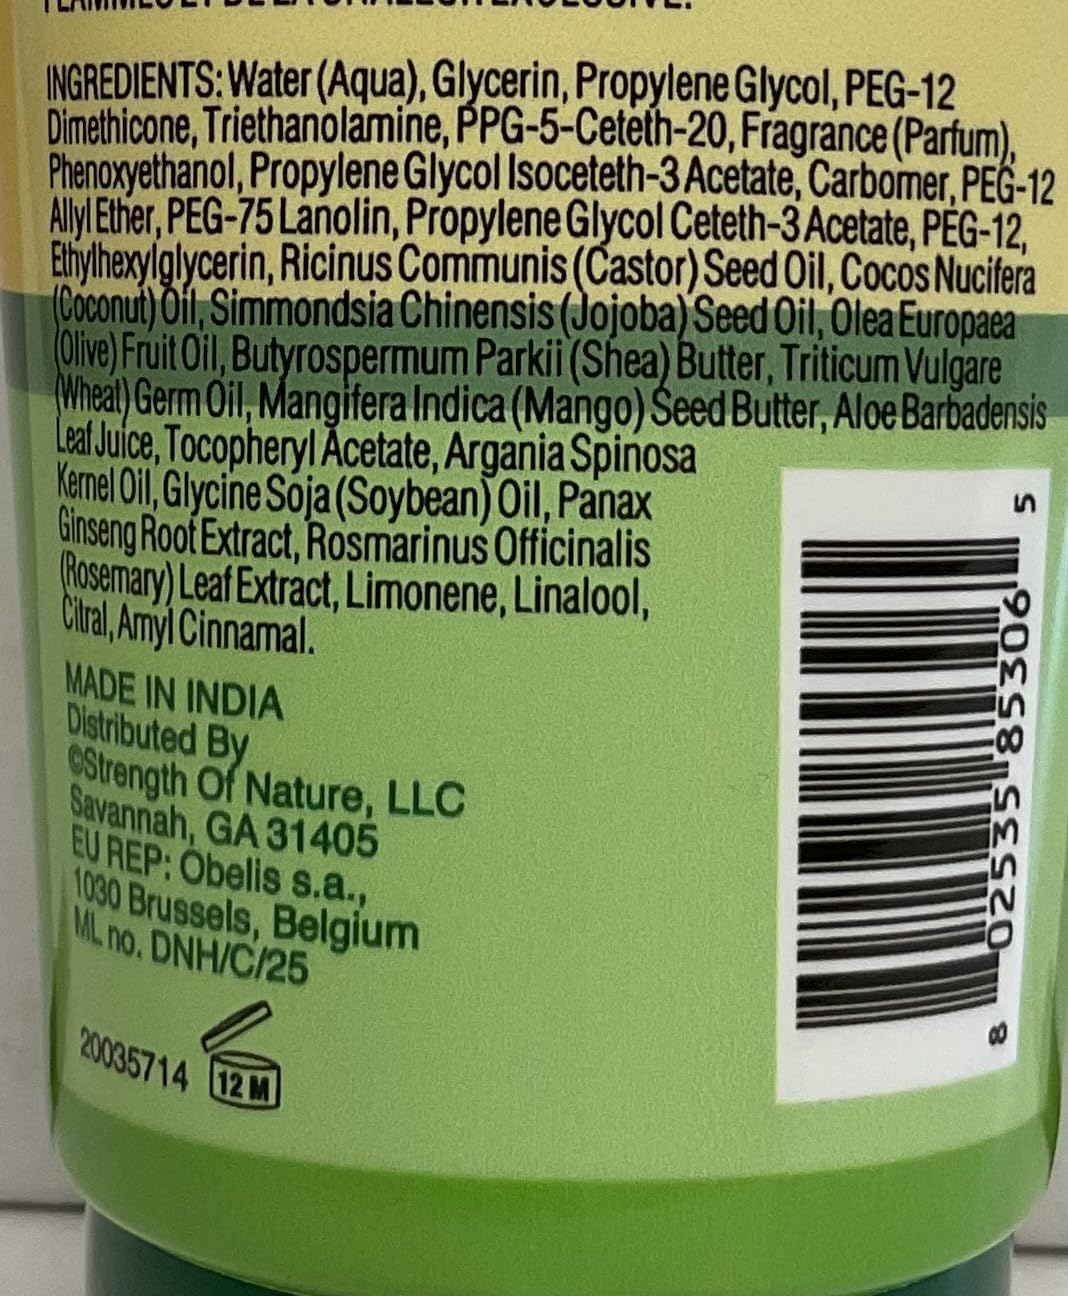 INGREDIENTS: Water (Aqua), Glycerin, Propylene Glycol, PEG-12
Dimethicone, Triethanolamine, PPG-5-Ceteth-20, Fragrance (Parfum),
Phenoxyethanol, Propylene Glycol Isoceteth-3 Acetate, Carbomer, PEG-12
Allyl Ether, PEG-75 Lanolin, Propylene Glycol Ceteth-3 Acetate, PEG-12,
Ethylhexylglycerin, Ricinus Communis (Castor) Seed Oil, Cocos Nucifera
(Coconut) Oil, Simmondsia Chinensis (Jojoba) Seed Oil, Olea Europaea
(Olive) Fruit Oil, Butyrospermum Parkii (Shea) Butter, Triticum Vulgare
(Wheat) Germ Oil, Mangifera Indica (Mango) Seed Butter, Aloe Barbadensis
Leaf Juice, Tocopheryl Acetate, Argania Spinosa
Kernel Oil, Glycine Soja (Soybean) Oil, Panax
Ginseng Root Extract, Rosmarinus Officinalis
(Rosemary) Leaf Extract, Limonene, Linalool,
Citral, Amyl Cinnamal.
MADE IN INDIA
Distributed By
©Strength Of Nature, LLC
Savannah, GA 31405
EU REP: Obelis s.a.,
1030 Brussels, Belgium
ML no. DNH/C/25
20035714
12 M
8 02535 85306 5